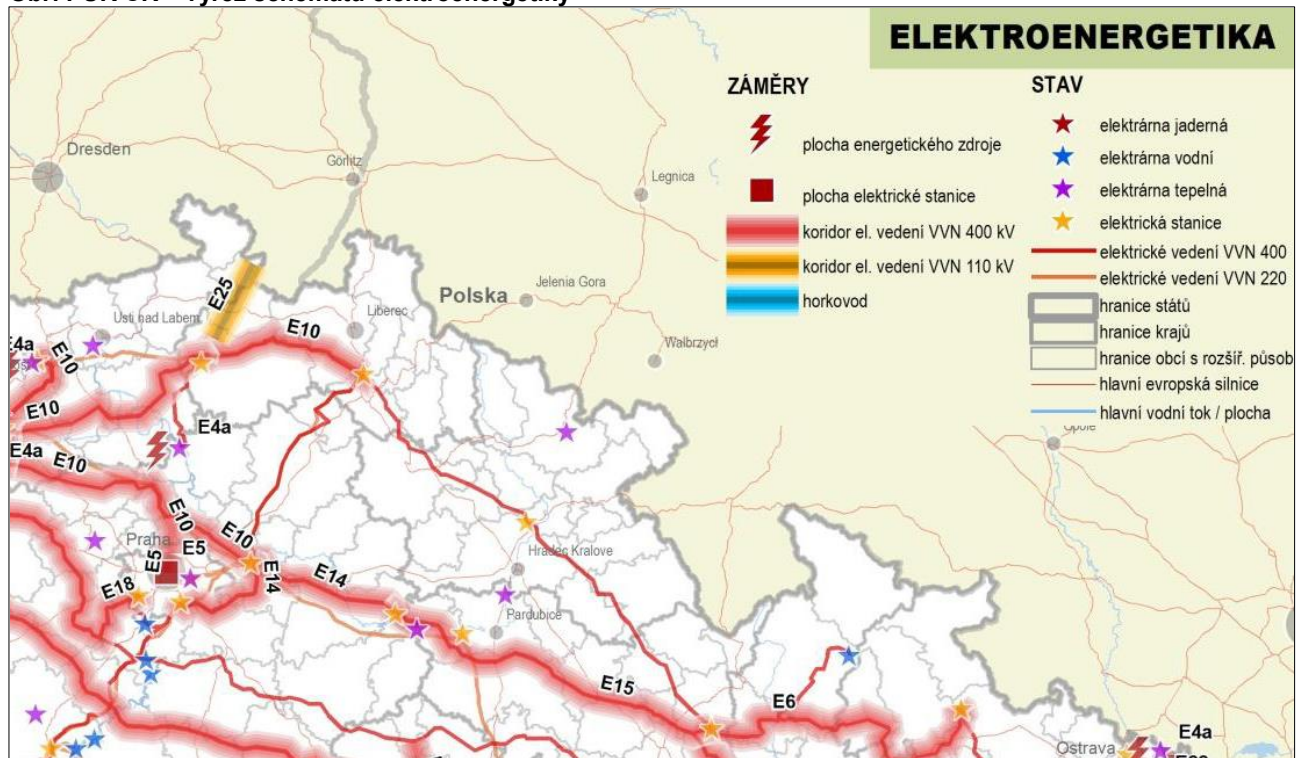 ELEKTROENERGETIKA
ZÁMĚRY
plocha energetického zdroje
plocha elektrické stanice
koridor el. vedení VVN 400 kV
koridor el. vedení VVN 110 kV
horkovod
STAV
elektrárna jaderná
elektrárna vodní
elektrárna tepelná
elektrická stanice
elektrické vedení VVN 400
elektrické vedení VVN 220
hranice států
hranice krajů
hranice obcí s rozšíř. působ
hlavní evropská silnice
hlavní vodní tok / plocha
Dresden
Görlitz
Legnica
Jelenia Gora
Polska
E25
Usti nad Labem
Liberec
E10
Wałbrzych
E4a
E10
E10
E4a
E4a
E10
E10
E10
Praha
E5
E5
E14
E14
E18
Hradec Kralove
Pardubice
E15
E6
Opole
Ostrava
E4a